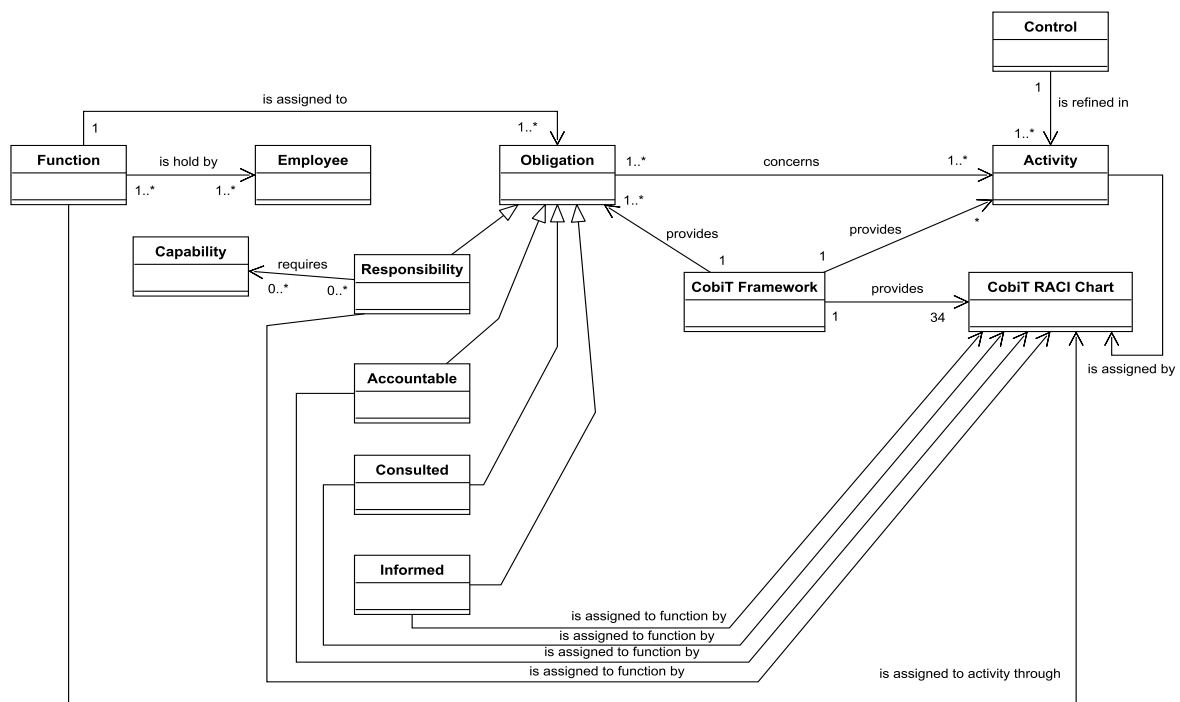 Control
1
is refined in
is assigned to
1
1..*
1..*
Function
is hold by
Employee
Obligation
1..*
concerns
1..*
Activity
1..*
1..*
1..*
provides
provides
*
Capability
requires
Responsibility
1
1
0..*
0..*
CobiT Framework
provides
CobiT RACI Chart
1
34
is assigned by
Accountable
Consulted
Informed
is assigned to function by
is assigned to function by
is assigned to function by
is assigned to function by
is assigned to activity through